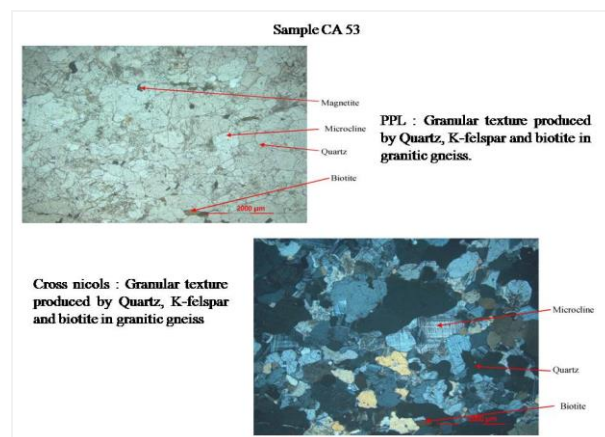 Sample CA 53
Magnetite
Microcline
Quartz
Biotite
2000 µm
PPL : Granular texture produced
by Quartz, K-felspar and biotite in
granitic gneiss.
Cross nicols : Granular texture
produced by Quartz, K-felspar
and biotite in granitic gneiss
Microcline
Quartz
Biotite